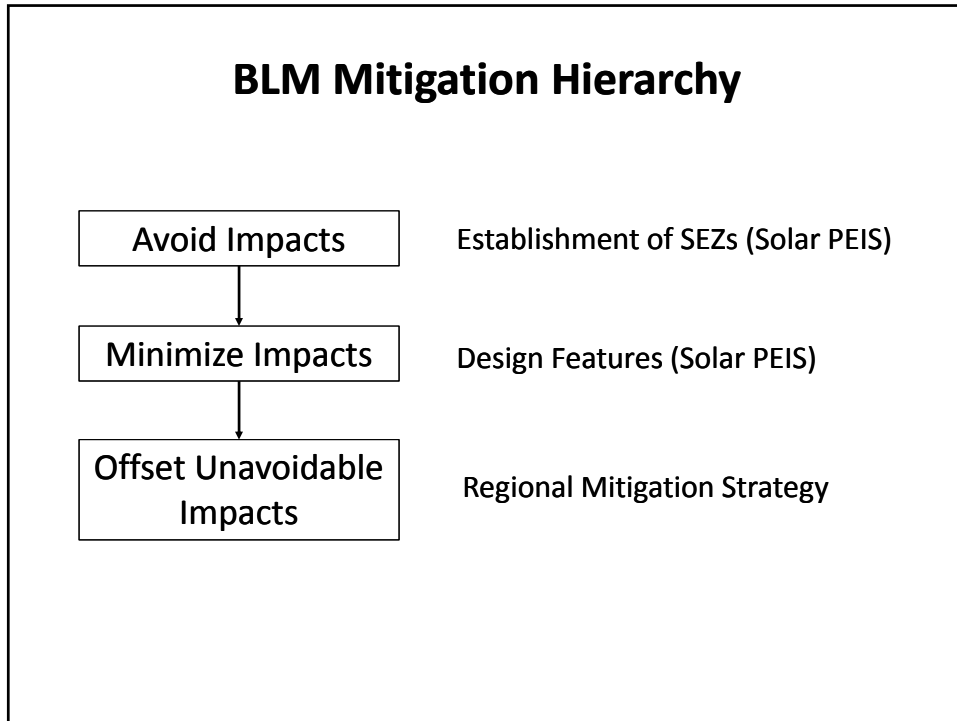 BLM Mitigation Hierarchy
Avoid Impacts
Establishment of SEZs (Solar PEIS)
Minimize Impacts
Design Features (Solar PEIS)
Offset Unavoidable
Impacts
Regional Mitigation Strategy